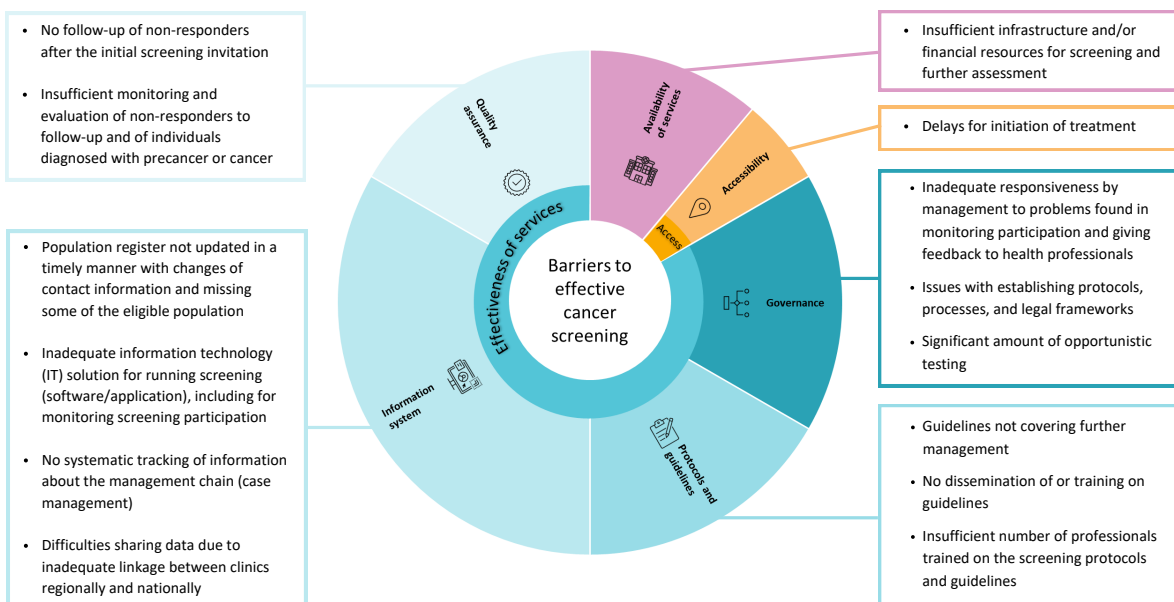 • No follow-up of non-responders
after the initial screening invitation
• Insufficient monitoring and
evaluation of non-responders to
follow-up and of individuals
diagnosed with precancer or cancer
• Population register not updated in a
timely manner with changes of
contact information and missing
some of the eligible population
• Inadequate information technology
(IT) solution for running screening
(software/application), including for
monitoring screening participation
• No systematic tracking of information
about the management chain (case
management)
• Difficulties sharing data due to
inadequate linkage between clinics
regionally and nationally
Quality
assurance
Availability
of services
Accessibility
Access
Effectiveness of services
Barriers to
effective
cancer
screening
Governance
Information
system
Protocols and
guidelines
• Insufficient infrastructure and/or
financial resources for screening and
further assessment
• Delays for initiation of treatment
• Inadequate responsiveness by
management to problems found in
monitoring participation and giving
feedback to health professionals
• Issues with establishing protocols,
processes, and legal frameworks
• Significant amount of opportunistic
testing
• Guidelines not covering further
management
• No dissemination of or training on
guidelines
• Insufficient number of professionals
trained on the screening protocols
and guidelines